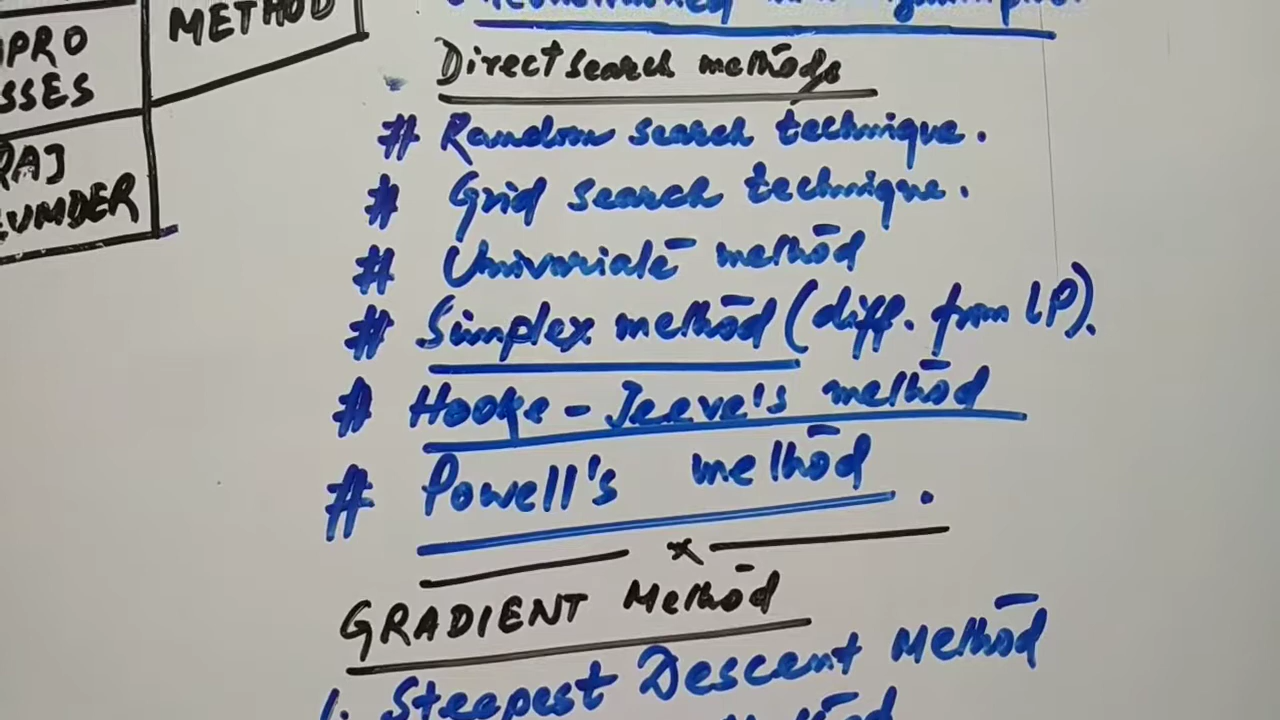 METHOD
PRO
SSES
RAJ
UMDER
Direct search methods
# Random search technique.
# Grid search technique.
# Univariate method
# Simplex method (diff. from LP).
# Hooke - Jeeve's method
# Powell's method.
x
GRADIENT Method
1. Steepest Descent Method